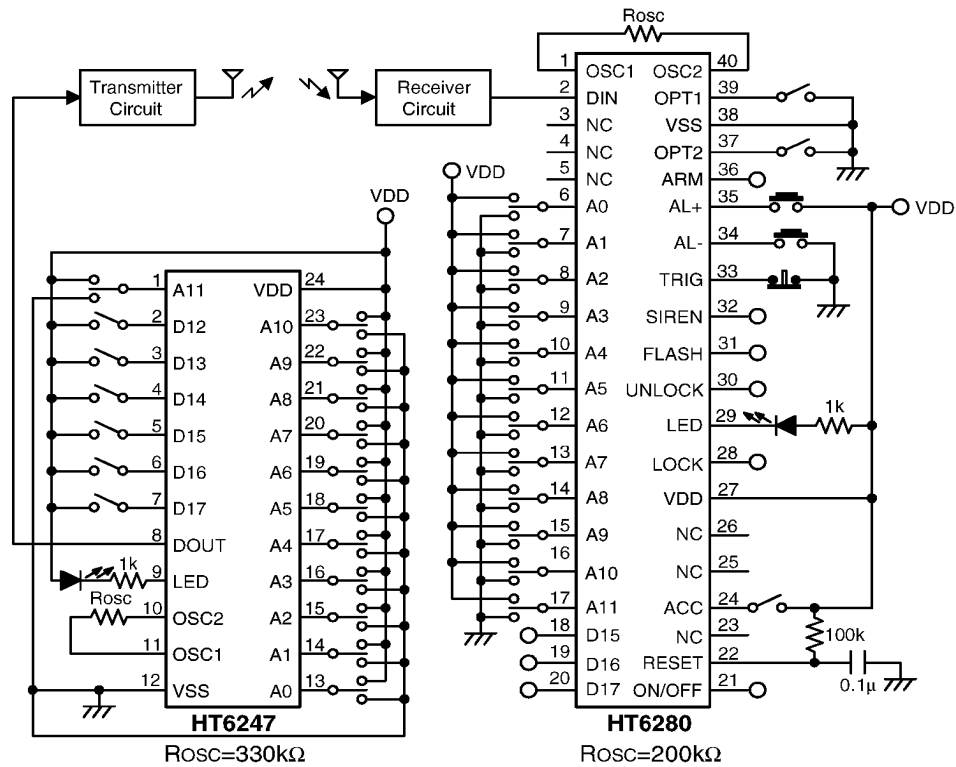 Rosc
Transmitter
Circuit
Receiver
Circuit
1 OSC1 OSC2 40
2 DIN OPT1 39
3 NC VSS 38
4 NC OPT2 37
5 NC ARM 36
VDD
6 A0 AL+ 35
VDD
7 A1 AL- 34
8 A2 TRIG 33
9 A3 SIREN 32
10 A4 FLASH 31
11 A5 UNLOCK 30
12 A6 LED 29
1k
13 A7 LOCK 28
14 A8 VDD 27
15 A9 NC 26
16 A10 NC 25
17 A11 ACC 24
18 D15 NC 23
100k
19 D16 RESET 22
0.1µ
20 D17 ON/OFF 21
HT6280
Rosc=200kΩ
VDD
1 A11 VDD 24
2 D12 A10 23
3 D13 A9 22
4 D14 A8 21
5 D15 A7 20
6 D16 A6 19
7 D17 A5 18
8 DOUT A4 17
1k
9 LED A3 16
Rosc
10 OSC2 A2 15
11 OSC1 A1 14
12 VSS A0 13
HT6247
Rosc=330kΩ